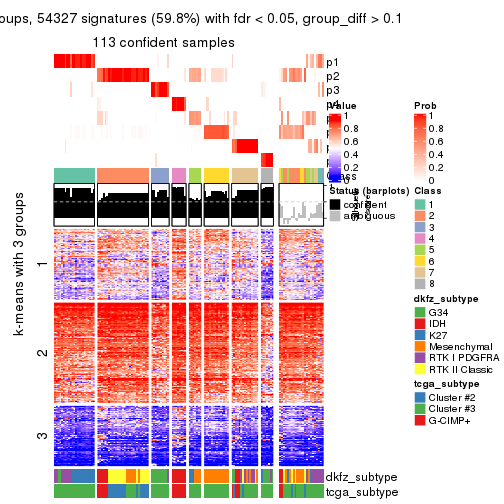 oups, 54327 signatures (59.8%) with fdr < 0.05, group_diff > 0.1
113 confident samples
p1
p2
p3
Value
1
0.8
0.6
0.4
0.2
0
Prob
1
0.8
0.6
0.4
0.2
0
Class
Status (barplots)
confident
ambiguous
Class
1
2
3
4
5
6
7
8
k-means with 3 groups
1
2
3
dkfz_subtype
G34
IDH
K27
Mesenchymal
RTK I PDGFRA
RTK II Classic
tcga_subtype
Cluster #2
Cluster #3
G-CIMP+
dkfz_subtype
tcga_subtype